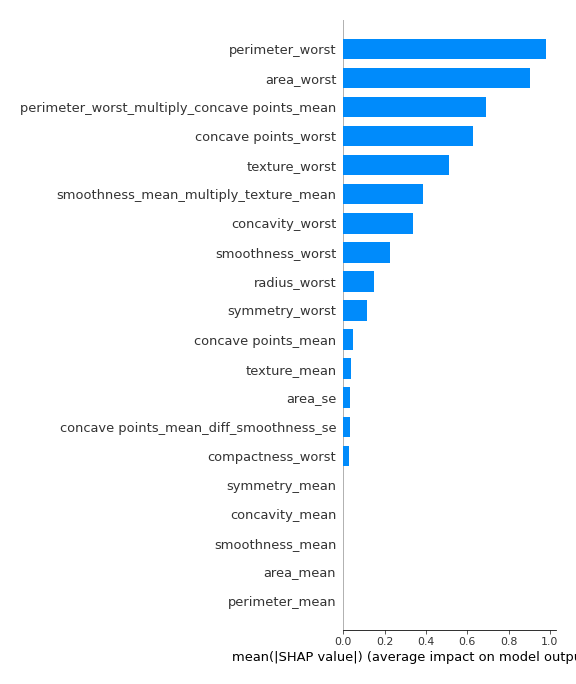 perimeter_worst
area_worst
perimeter_worst_multiply_concave points_mean
concave points_worst
texture_worst
smoothness_mean_multiply_texture_mean
concavity_worst
smoothness_worst
radius_worst
symmetry_worst
concave points_mean
texture_mean
area_se
concave points_mean_diff_smoothness_se
compactness_worst
symmetry_mean
concavity_mean
smoothness_mean
area_mean
perimeter_mean
0.0 0.2 0.4 0.6 0.8 1.0
mean(|SHAP value|) (average impact on model outpu